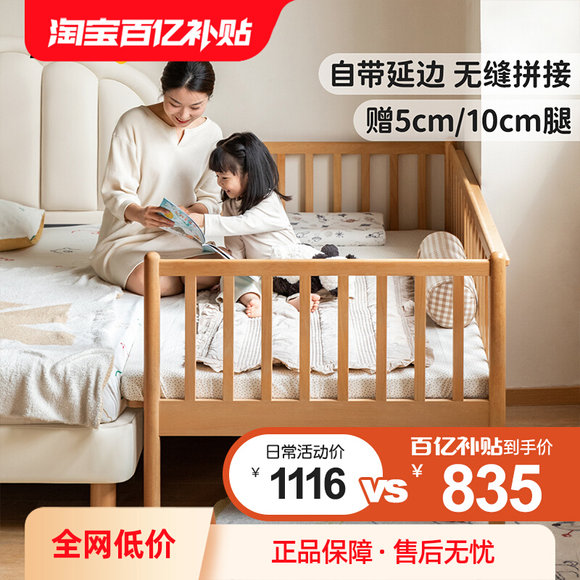 淘宝百亿补贴
自带延边 无缝拼接
赠5cm/10cm腿
日常活动价
¥1116
vs
百亿补贴到手价
¥835
全网低价
正品保障·售后无忧